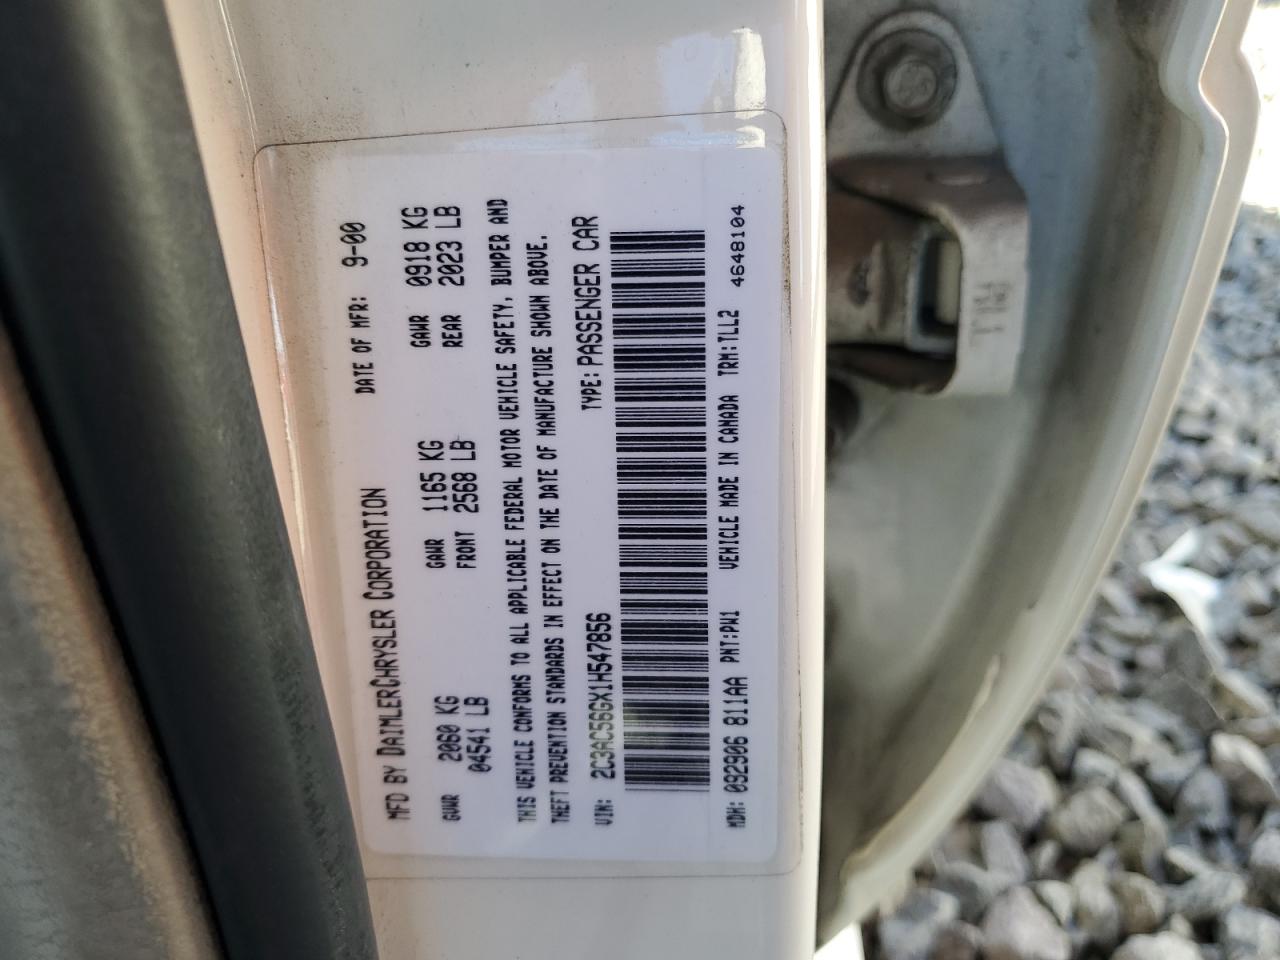 MFD BY DAIMLERCHRYSLER CORPORATION DATE OF MFR: 9-00
GVWR 2060 KG GAWR 1165 KG GAWR 0918 KG
04541 LB FRONT 2568 LB REAR 2023 LB
THIS VEHICLE CONFORMS TO ALL APPLICABLE FEDERAL MOTOR VEHICLE SAFETY, BUMPER AND
THEFT PREVENTION STANDARDS IN EFFECT ON THE DATE OF MANUFACTURE SHOWN ABOVE.
VIN: 2C3AC56GX1H547856 TYPE: PASSENGER CAR
MDH: 092906 811AA PNT:PW1 VEHICLE MADE IN CANADA TRM:TLL2 4648104